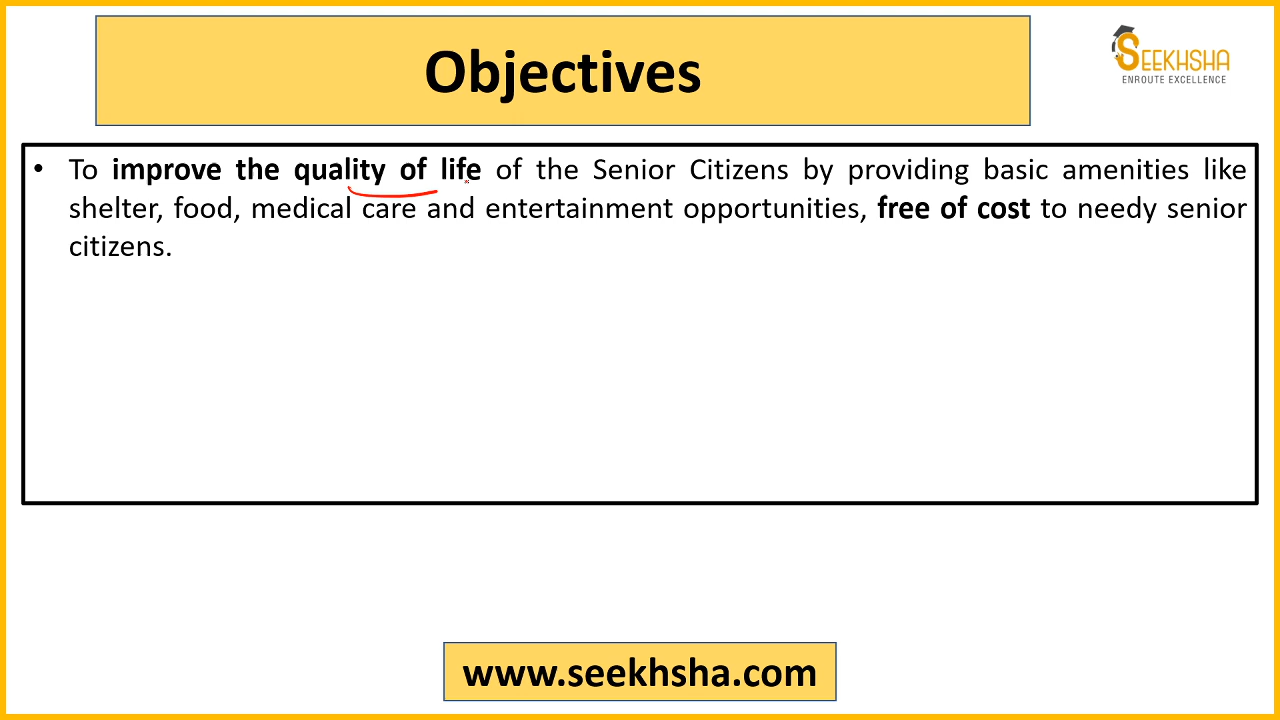 Objectives
SEEKHSHA
ENROUTE EXCELLENCE
• To improve the quality of life of the Senior Citizens by providing basic amenities like
shelter, food, medical care and entertainment opportunities, free of cost to needy senior
citizens.
www.seekhsha.com